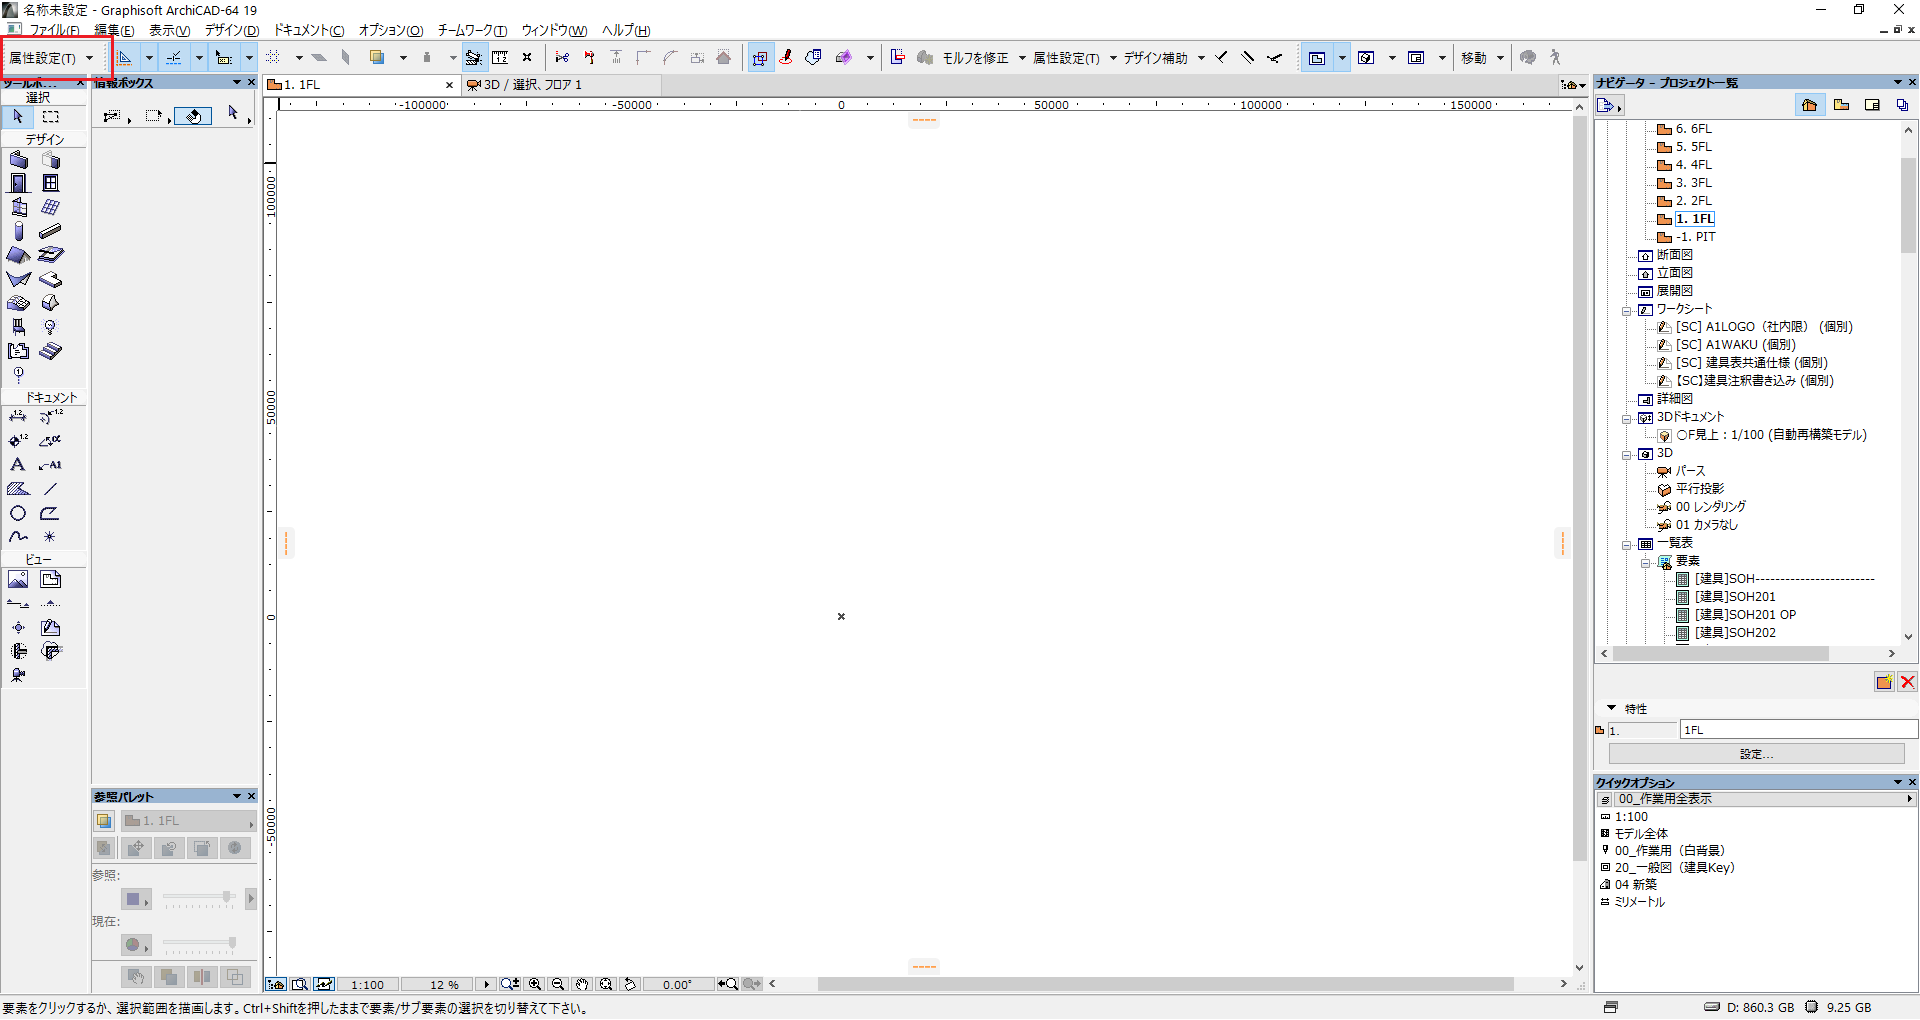 名称未設定 - Graphisoft ArchiCAD-64 19
ファイル(F) 編集(E) 表示(V) デザイン(D) ドキュメント(C) オプション(O) チームワーク(T) ウィンドウ(W) ヘルプ(H)
属性設定(T)
モルフを修正 属性設定(T) デザイン補助 移動
ツールボ...
選択
デザイン
ドキュメント
1.2
1.2
1.2
A A1
ビュー
情報ボックス
1. 1FL
3D / 選択、フロア 1
-100000 -50000 0 50000 100000 150000
100000
50000
0
-50000
参照パレット
1. 1FL
参照:
現在:
1:100 12 % 0.00°
ナビゲータ - プロジェクト一覧
6. 6FL
5. 5FL
4. 4FL
3. 3FL
2. 2FL
1. 1FL
-1. PIT
断面図
立面図
展開図
ワークシート
[SC] A1LOGO（社内限） (個別)
[SC] A1WAKU (個別)
[SC] 建具表共通仕様 (個別)
【SC】建具注釈書き込み (個別)
詳細図
3Dドキュメント
○F見上：1/100 (自動再構築モデル)
3D
パース
平行投影
00 レンダリング
01 カメラなし
一覧表
要素
[建具]SOH------------------------
[建具]SOH201
[建具]SOH201 OP
[建具]SOH202
特性
1. 1FL
設定...
クイックオプション
00_作業用全表示
1:100
モデル全体
00_作業用（白背景）
20_一般図（建具Key）
04 新築
ミリメートル
要素をクリックするか、選択範囲を描画します。Ctrl+Shiftを押したままで要素/サブ要素の選択を切り替えて下さい。
D: 860.3 GB 9.25 GB